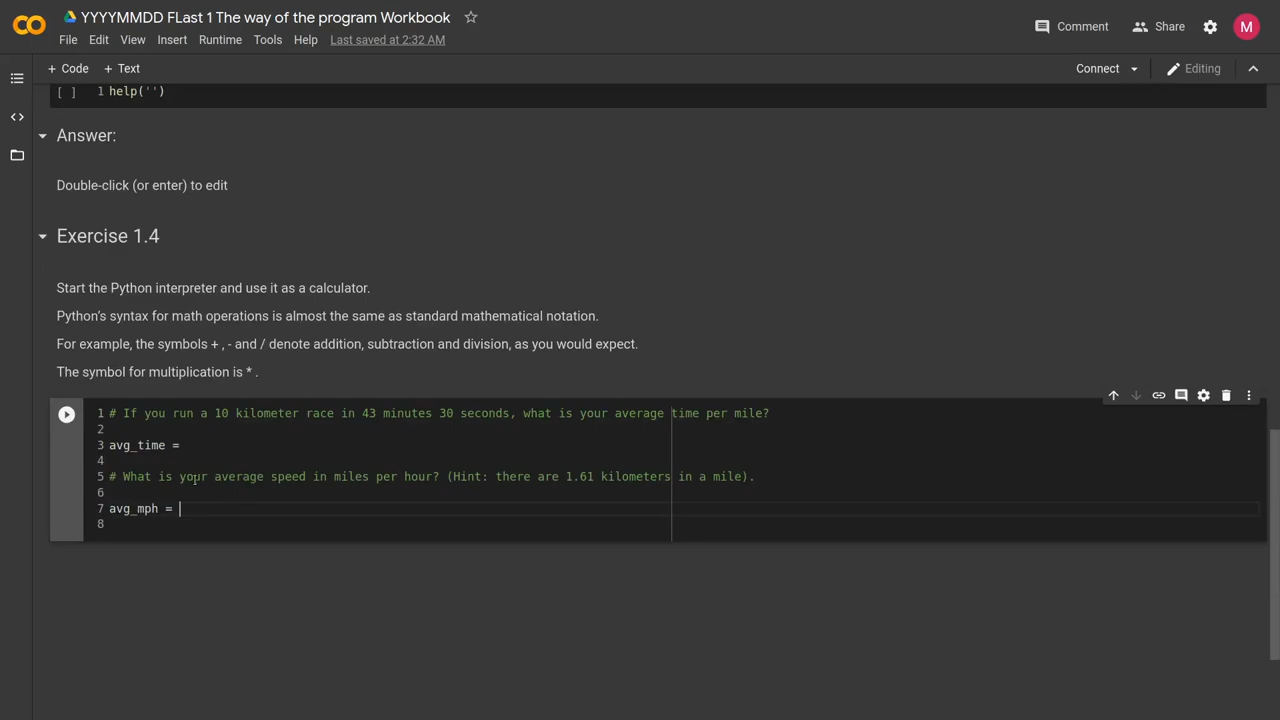 YYYYMMDD FLast 1 The way of the program Workbook
File Edit View Insert Runtime Tools Help Last saved at 2:32 AM
Comment Share M
+ Code + Text
Connect Editing
[ ] 1 help('')
Answer:
Double-click (or enter) to edit
Exercise 1.4
Start the Python interpreter and use it as a calculator.
Python’s syntax for math operations is almost the same as standard mathematical notation.
For example, the symbols + , - and / denote addition, subtraction and division, as you would expect.
The symbol for multiplication is * .
1 # If you run a 10 kilometer race in 43 minutes 30 seconds, what is your average time per mile?
2
3 avg_time =
4
5 # What is your average speed in miles per hour? (Hint: there are 1.61 kilometers in a mile).
6
7 avg_mph =
8